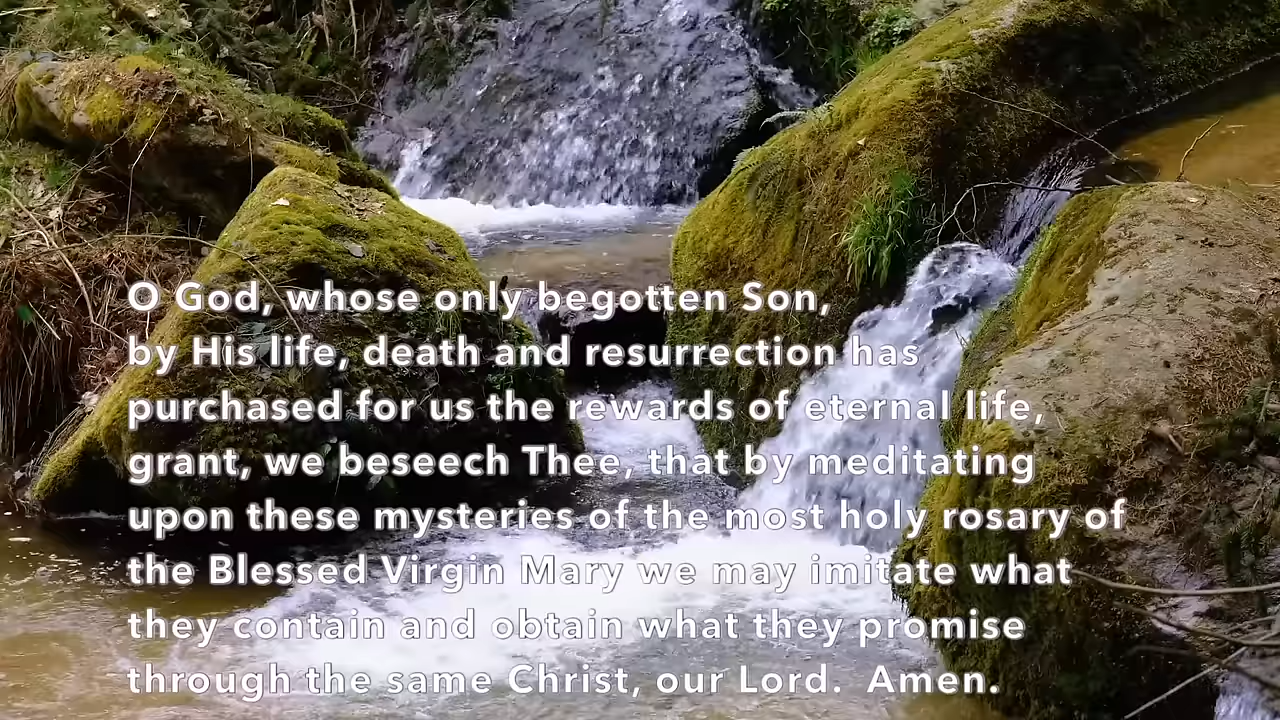 O God, whose only begotten Son,
by His life, death and resurrection has
purchased for us the rewards of eternal life,
grant, we beseech Thee, that by meditating
upon these mysteries of the most holy rosary of
the Blessed Virgin Mary we may imitate what
they contain and obtain what they promise
through the same Christ, our Lord.  Amen.